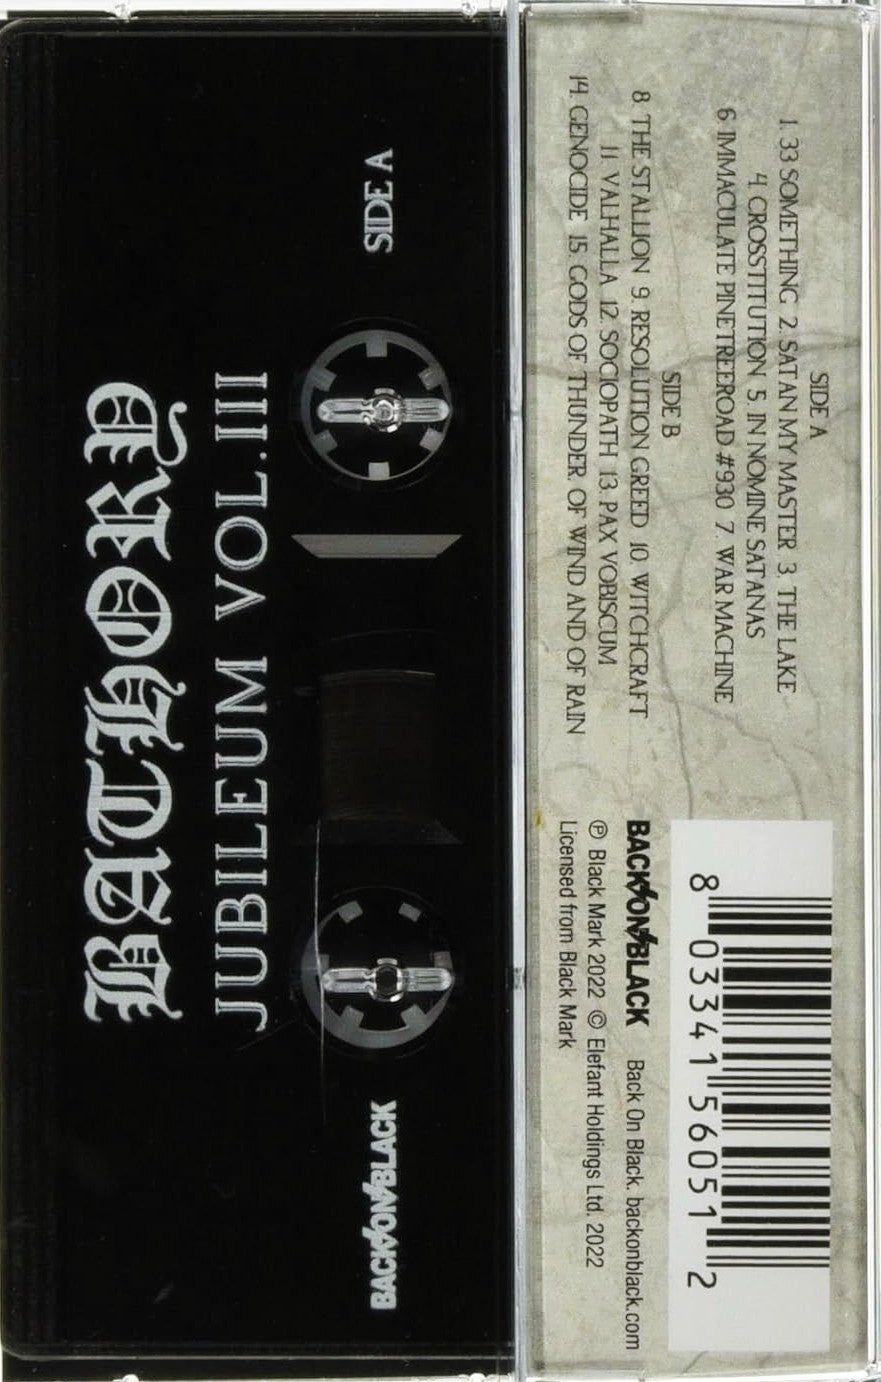 SIDE A
BATHORY
JUBILEUM VOL.III
BACK ON BLACK
SIDE A
1. 33 SOMETHING 2. SATAN MY MASTER 3. THE LAKE
4. CROSSTITUTION 5. IN NOMINE SATANAS
6 IMMACULATE PINETREEROAD #930 7. WAR MACHINE
SIDE B
8. THE STALLION 9. RESOLUTION GREED 10. WITCHCRAFT
11. VALHALLA 12. SOCIOPATH 13. PAX VOBISCUM
14. GENOCIDE 15. GODS OF THUNDER OF WIND AND OF RAIN
BACK ON BLACK Back On Black. backonblack.com
℗ Black Mark 2022 © Elefant Holdings Ltd. 2022
Licensed from Black Mark
8 03341 56051 2